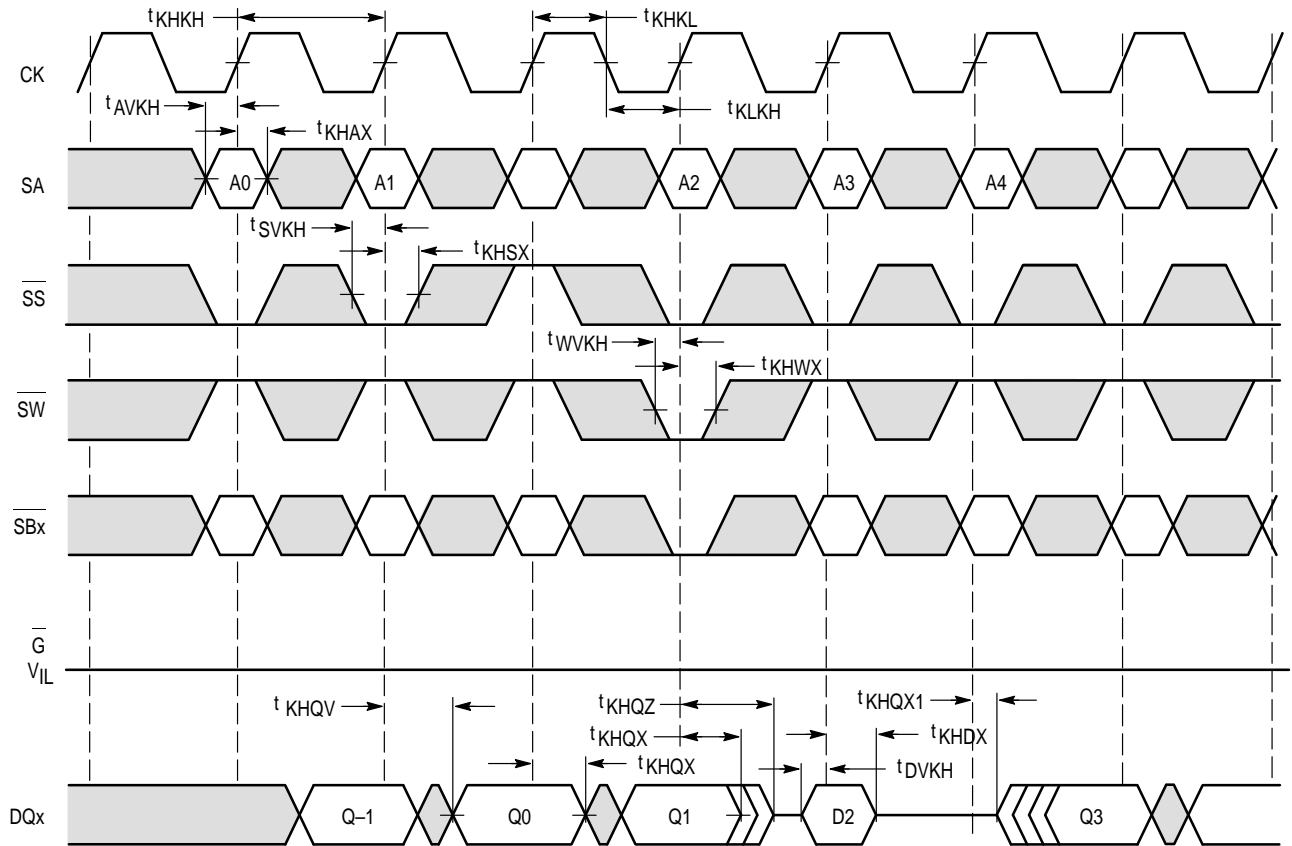 tKHKH
tKHKL
CK
tAVKH
tKLKH
tKHAX
SA
A0
A1
A2
A3
A4
tSVKH
tKHSX
SS
tWVKH
tKHWX
SW
SBx
G
VIL
tKHQV
tKHQZ
tKHQX1
tKHQX
tKHDX
tKHQX
tDVKH
DQx
Q–1
Q0
Q1
D2
Q3